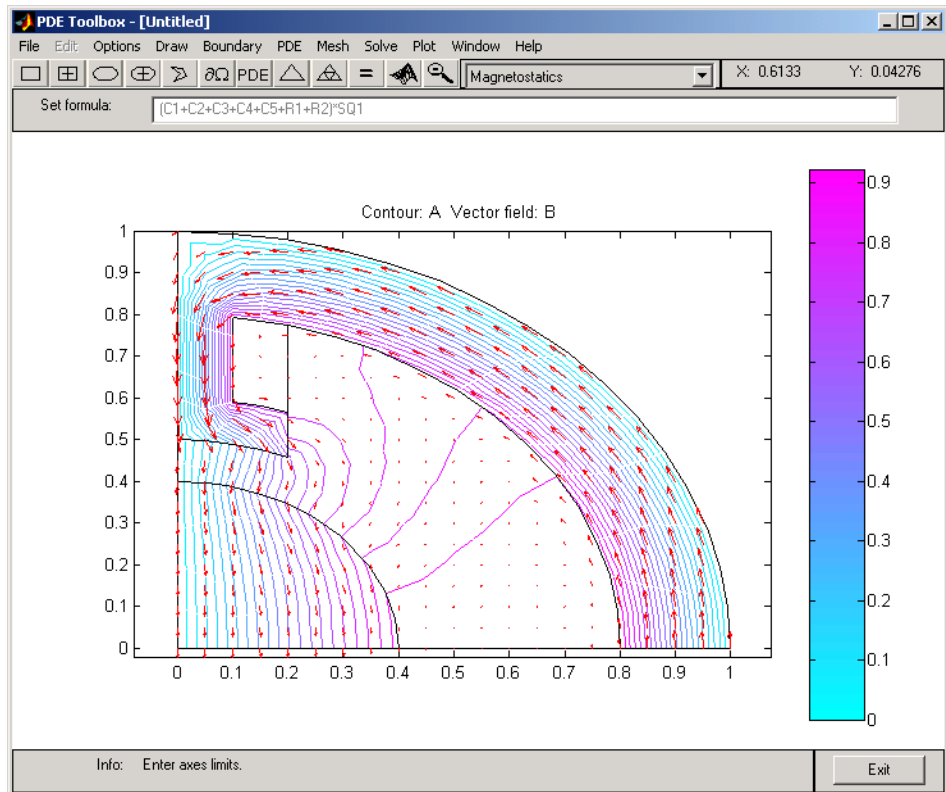 PDE Toolbox - [Untitled]
File Edit Options Draw Boundary PDE Mesh Solve Plot Window Help
∂Ω PDE = Magnetostatics X: 0.6133 Y: 0.04276
Set formula: (C1+C2+C3+C4+C5+R1+R2)*SQ1
Contour: A Vector field: B
1
0.9
0.8
0.7
0.6
0.5
0.4
0.3
0.2
0.1
0
0 0.1 0.2 0.3 0.4 0.5 0.6 0.7 0.8 0.9 1
0.9
0.8
0.7
0.6
0.5
0.4
0.3
0.2
0.1
0
Info: Enter axes limits.
Exit